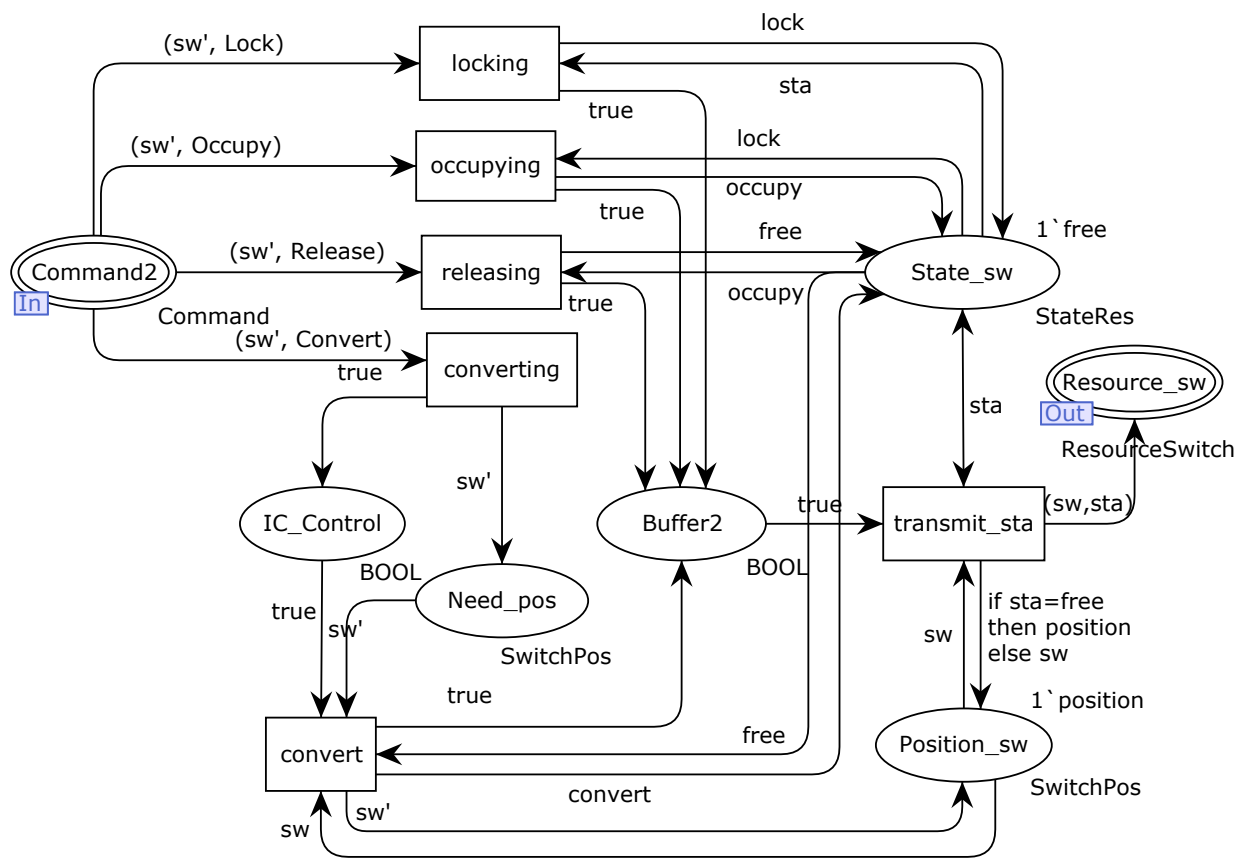 lock
(sw', Lock)
locking
sta
true
lock
(sw', Occupy)
occupying
occupy
true
1`free
free
(sw', Release)
Command2
releasing
State_sw
In
true
occupy
Command
StateRes
(sw', Convert)
true
converting
Resource_sw
sta
Out
ResourceSwitch
sw'
true
(sw,sta)
IC_Control
Buffer2
transmit_sta
BOOL
BOOL
Need_pos
true
sw'
if sta=free
then position
else sw
sw
SwitchPos
true
1`position
free
convert
Position_sw
convert
SwitchPos
sw'
sw